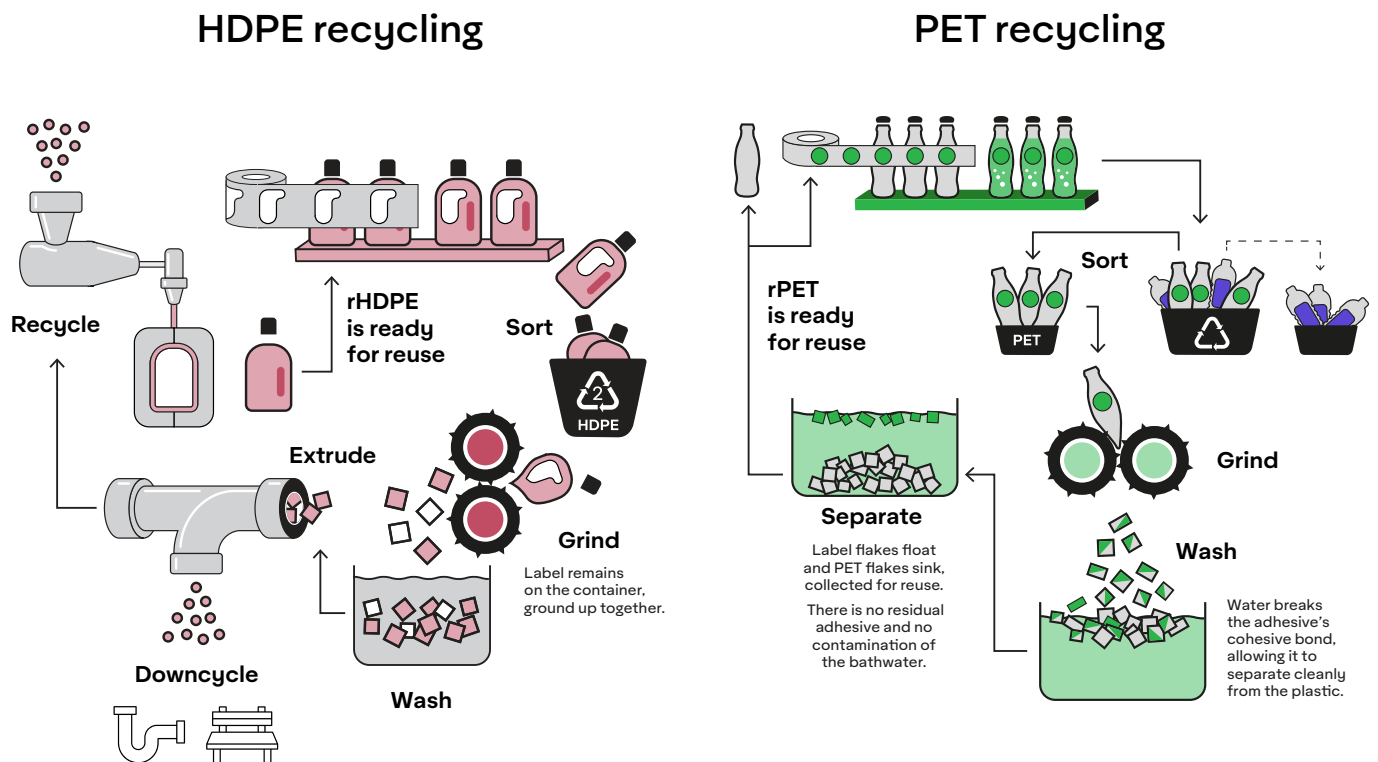 HDPE recycling
Recycle
rHDPE
is ready
for reuse
Sort
2
HDPE
Grind
Label remains
on the container,
ground up together.
Wash
Extrude
Downcycle
PET recycling
Sort
PET
Grind
Wash
Water breaks
the adhesive's
cohesive bond,
allowing it to
separate cleanly
from the plastic.
Separate
Label flakes float
and PET flakes sink,
collected for reuse.
There is no residual
adhesive and no
contamination of
the bathwater.
rPET
is ready
for reuse